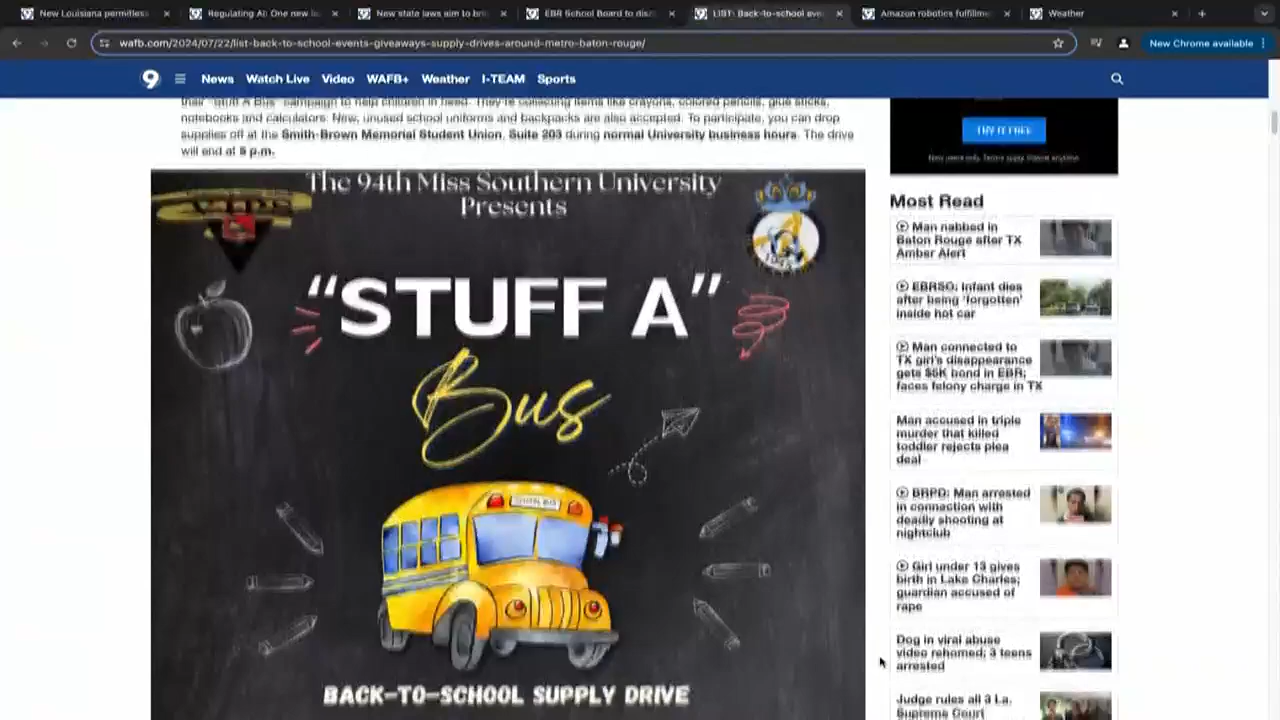 New Louisiana permitless
Regulating AI: One new la
New state laws aim to bri
EBR School Board to dis
LIST: Back-to-school eve
Amazon robotics fulfillme
Weather
wafb.com/2024/07/22/list-back-to-school-events-giveaways-supply-drives-around-metro-baton-rouge/
New Chrome available
9
News
Watch Live
Video
WAFB+
Weather
I-TEAM
Sports
their "Stuff A Bus" campaign to help children in need. They're collecting items like crayons, colored pencils, glue sticks,
notebooks and calculators. New, unused school uniforms and backpacks are also accepted. To participate, you can drop
supplies off at the Smith-Brown Memorial Student Union, Suite 203 during normal University business hours. The drive
will end at 5 p.m.
The 94th Miss Southern University
Presents
"STUFF A"
Bus
SCHOOL BUS
BACK-TO-SCHOOL SUPPLY DRIVE
TRY IT FREE
New users only. Terms apply. Cancel anytime.
Most Read
Man nabbed in
Baton Rouge after TX
Amber Alert
EBRSO: Infant dies
after being 'forgotten'
inside hot car
Man connected to
TX girl's disappearance
gets $5K bond in EBR;
faces felony charge in TX
Man accused in triple
murder that killed
toddler rejects plea
deal
BRPD: Man arrested
in connection with
deadly shooting at
nightclub
Girl under 13 gives
birth in Lake Charles;
guardian accused of
rape
Dog in viral abuse
video rehomed; 3 teens
arrested
Judge rules all 3 La.
Supreme Court